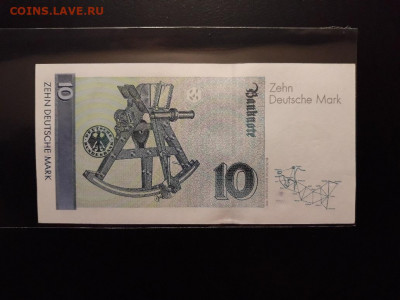 COINS.LAVE.RU
10
ZEHN DEUTSCHE MARK
Banknote
10
Zehn
Deutsche Mark